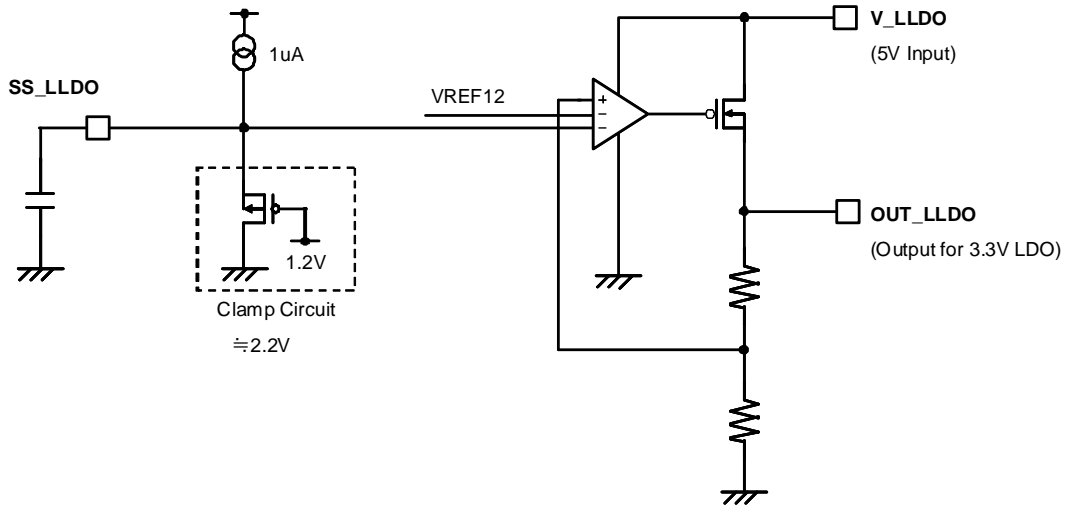 V_LLDO
(5V Input)
1uA
SS_LLDO
VREF12
+
−
−
OUT_LLDO
(Output for 3.3V LDO)
1.2V
Clamp Circuit
≒2.2V